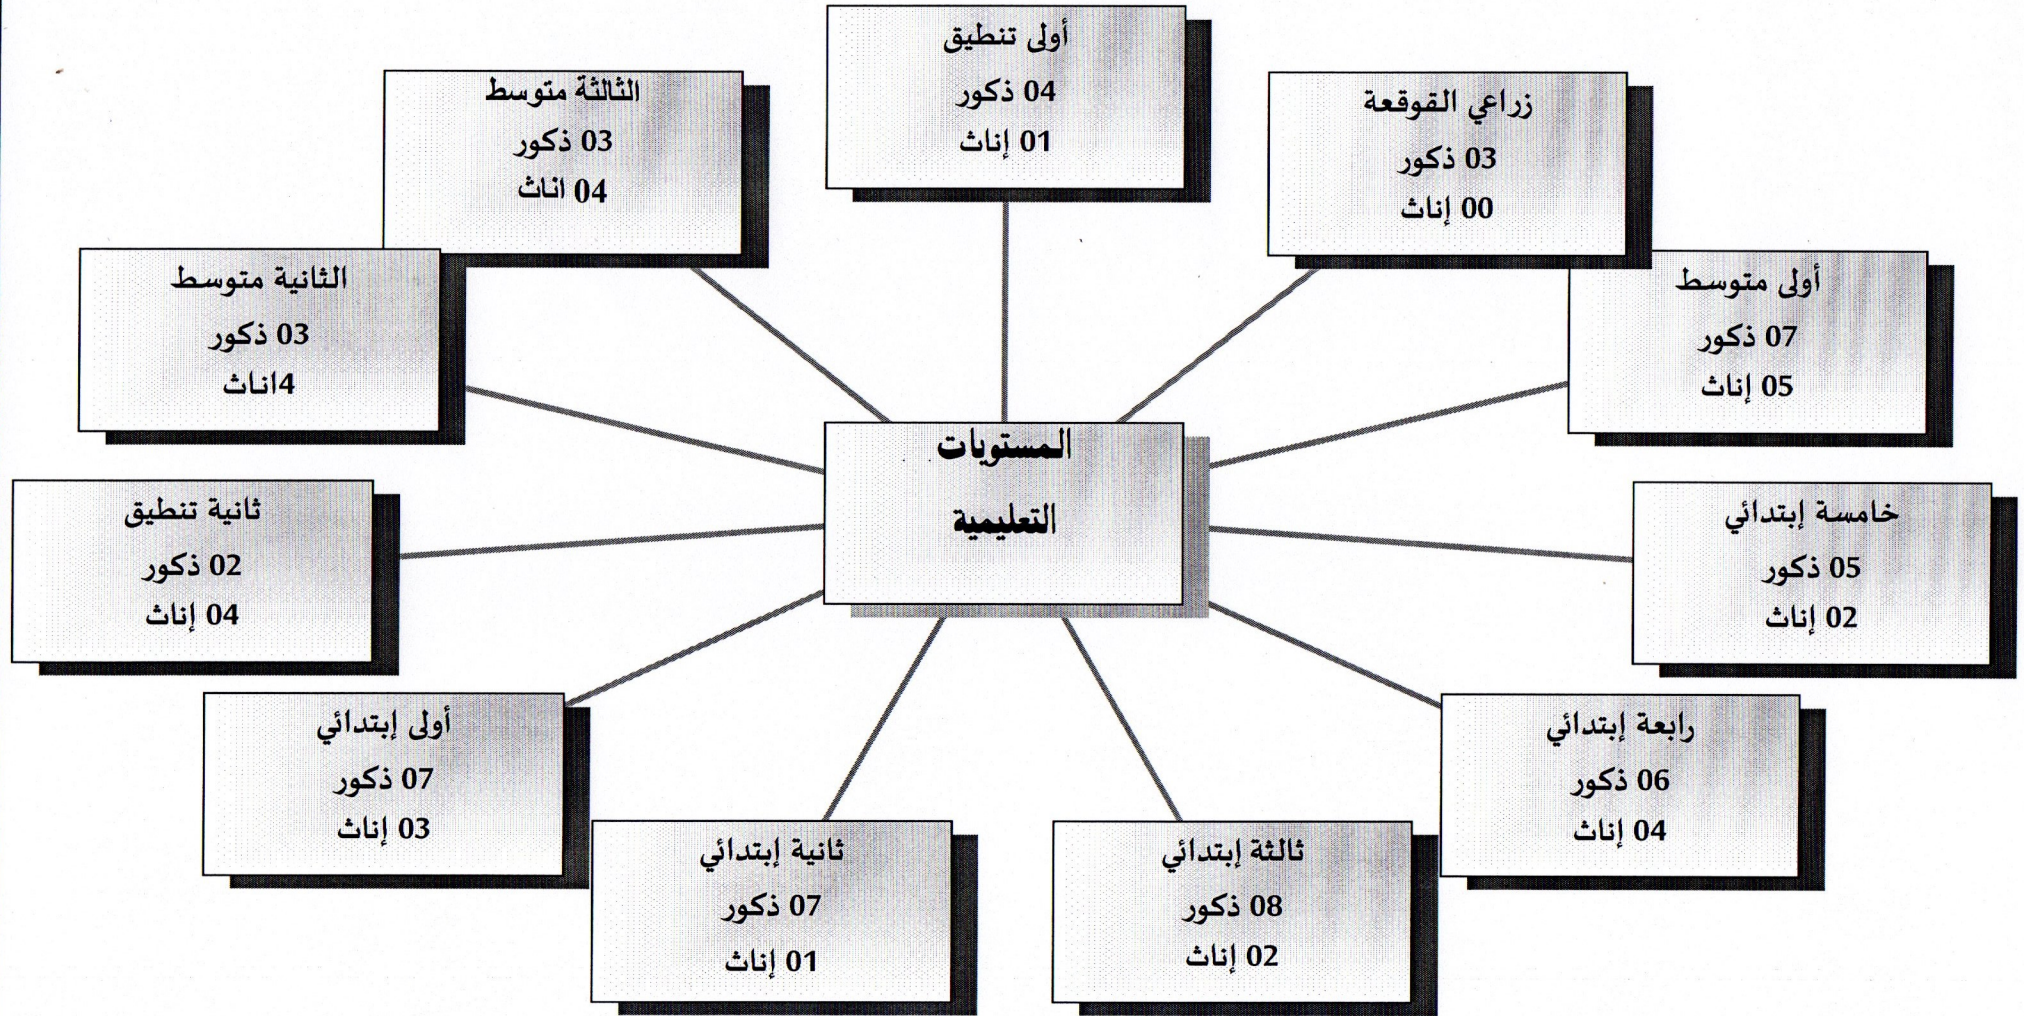 أولى تنطيق
04 ذكور
01 إناث
زراعي القوقعة
03 ذكور
00 إناث
أولى متوسط
07 ذكور
05 إناث
خامسة إبتدائي
05 ذكور
02 إناث
رابعة إبتدائي
06 ذكور
04 إناث
ثالثة إبتدائي
08 ذكور
02 إناث
ثانية إبتدائي
07 ذكور
01 إناث
أولى إبتدائي
07 ذكور
03 إناث
ثانية تنطيق
02 ذكور
04 إناث
الثانية متوسط
03 ذكور
4اناث
الثالثة متوسط
03 ذكور
04 اناث
المستويات
التعليمية